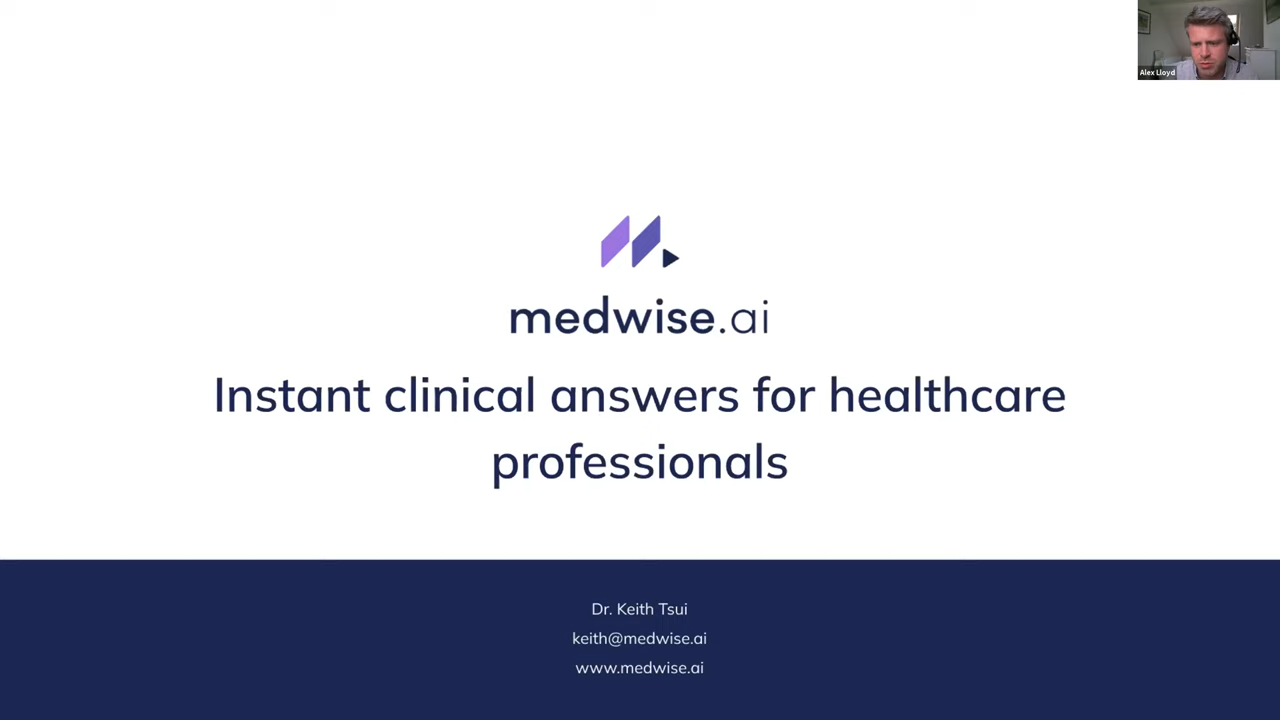 Alex Lloyd
medwise.ai
Instant clinical answers for healthcare
professionals
Dr. Keith Tsui
keith@medwise.ai
www.medwise.ai